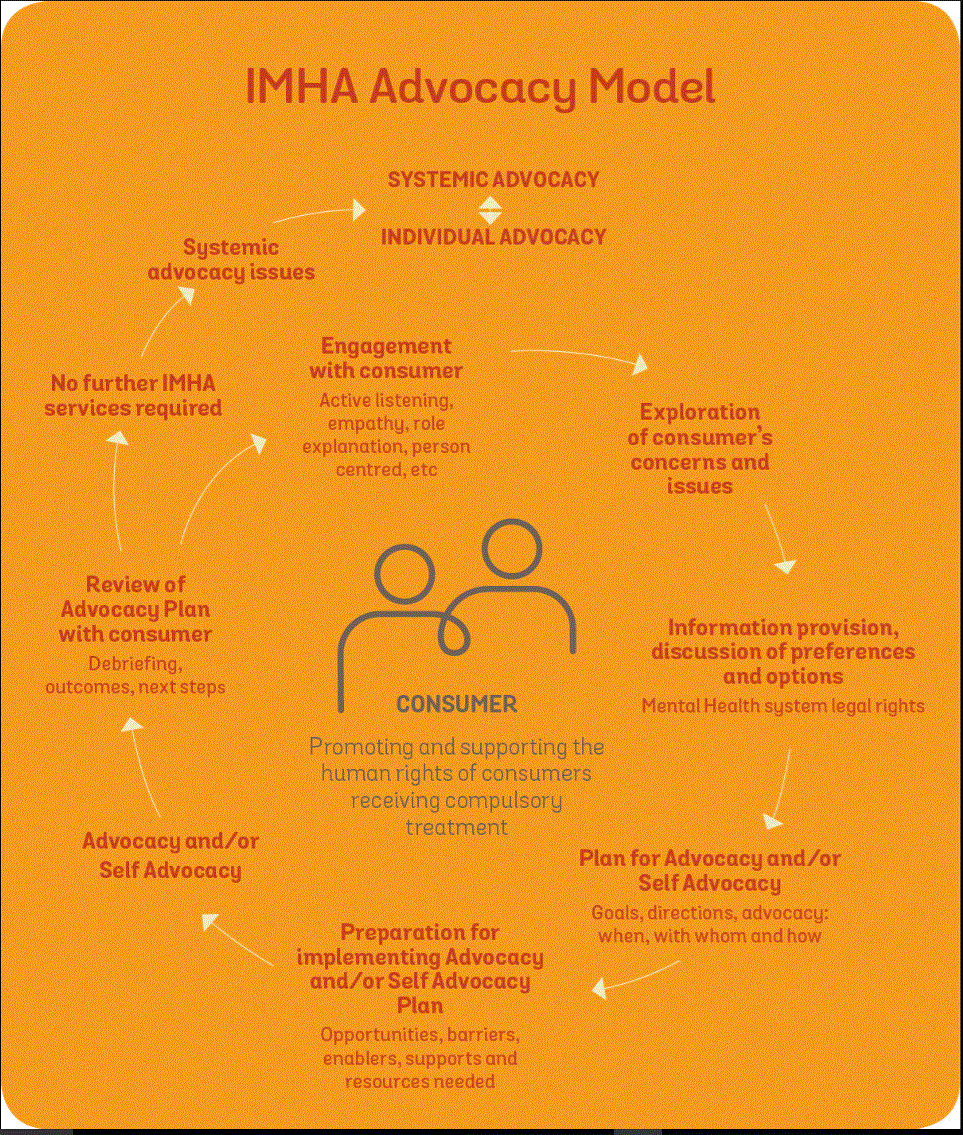 IMHA Advocacy Model
SYSTEMIC ADVOCACY
INDIVIDUAL ADVOCACY
Systemic
advocacy issues
No further IMHA
services required
Engagement
with consumer
Active listening,
empathy, role
explanation, person
centred, etc
Exploration
of consumer’s
concerns and
issues
Information provision,
discussion of preferences
and options
Mental Health system legal rights
Plan for Advocacy and/or
Self Advocacy
Goals, directions, advocacy:
when, with whom and how
Preparation for
implementing Advocacy
and/or Self Advocacy
Plan
Opportunities, barriers,
enablers, supports and
resources needed
Advocacy and/or
Self Advocacy
Review of
Advocacy Plan
with consumer
Debriefing,
outcomes, next steps
CONSUMER
Promoting and supporting the
human rights of consumers
receiving compulsory
treatment